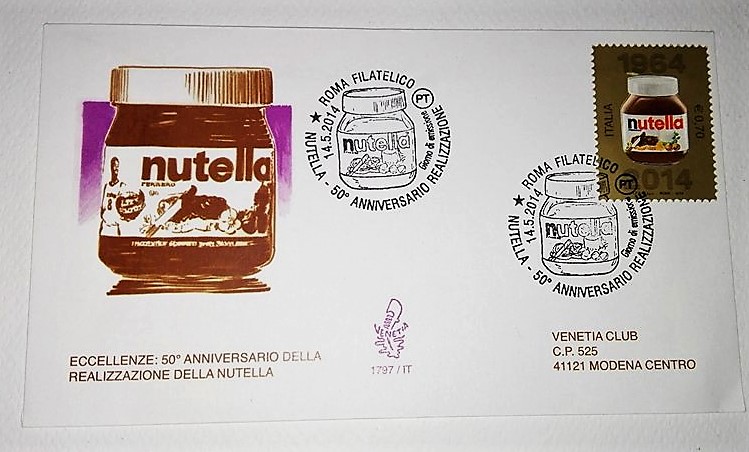 nutella
FERRERO
ROMA FILATELICO
PT
14.5.2014
Giorno di emissione
nutella
NUTELLA - 50° ANNIVERSARIO REALIZZAZIONE
1964
ITALIA
€ 0,70
nutella
2014
ROMA FILATELICO
PT
14.5.2014
Giorno di emissione
nutella
NUTELLA - 50° ANNIVERSARIO REALIZZAZIONE
ECCELLENZE: 50° ANNIVERSARIO DELLA
REALIZZAZIONE DELLA NUTELLA
1797 / IT
VENETIA CLUB
C.P. 525
41121 MODENA CENTRO